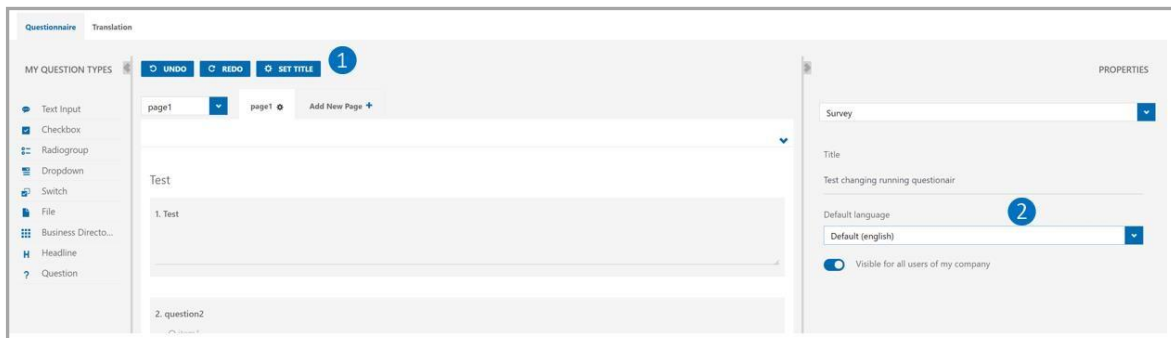 Questionnaire Translation
MY QUESTION TYPES
Text Input
Checkbox
Radiogroup
Dropdown
Switch
File
Business Directo...
H Headline
? Question
UNDO REDO SET TITLE 1
page1 page1 Add New Page +
Test
1. Test
2. question2
item1
PROPERTIES
Survey
Title
Test changing running questionair
Default language 2
Default (english)
Visible for all users of my company